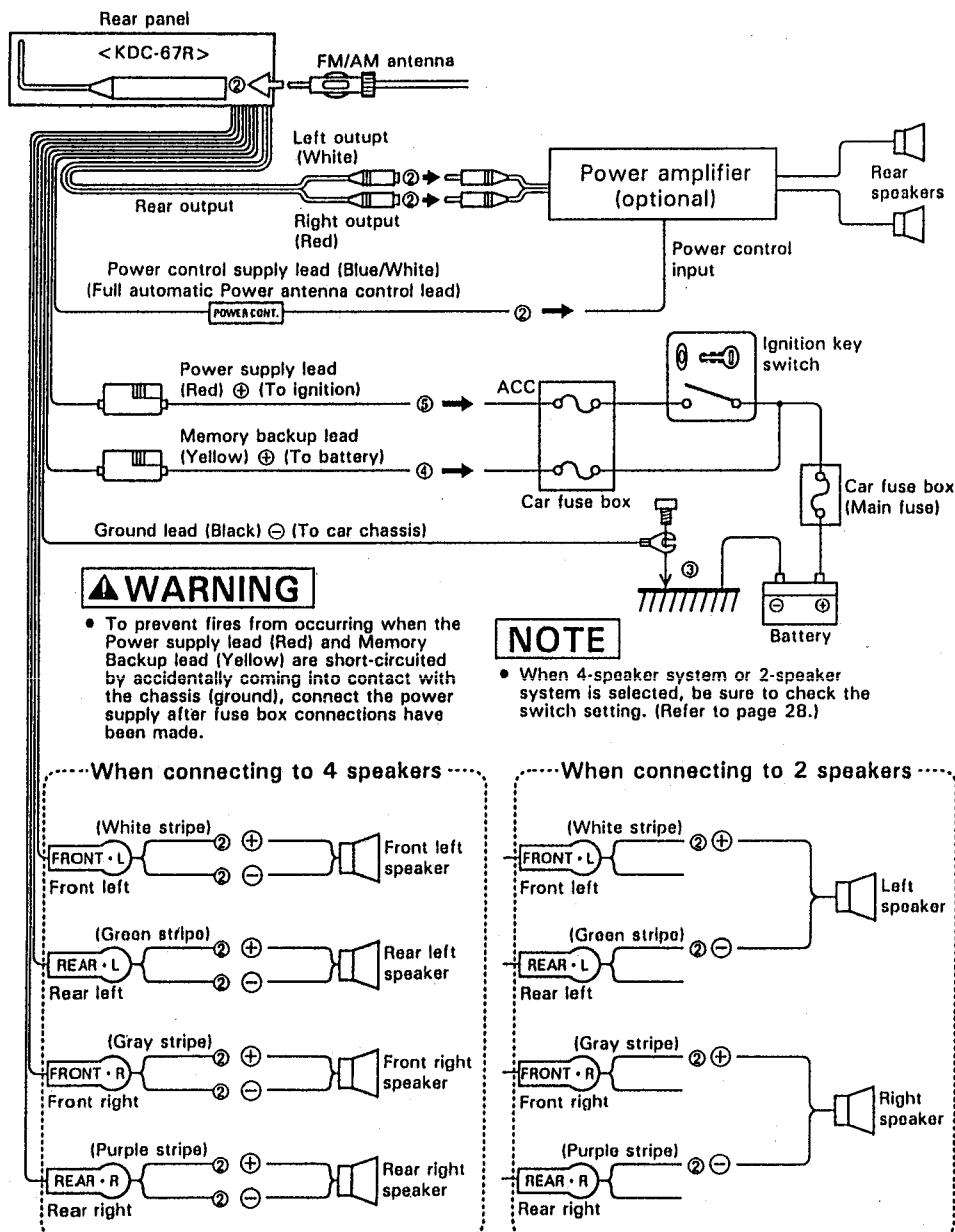 Rear panel
<KDC-67R>
②
FM/AM antenna
Left outupt
(White)
②
②
Rear output
Right output
(Red)
Power amplifier
(optional)
Rear
speakers
Power control
input
Power control supply lead (Blue/White)
(Full automatic Power antenna control lead)
POWER CONT.
②
Ignition key
switch
Power supply lead
(Red) ⊕ (To ignition)
⑤
ACC
Memory backup lead
(Yellow) ⊕ (To battery)
④
Car fuse box
Car fuse box
(Main fuse)
Ground lead (Black) ⊖ (To car chassis)
③
⊖ ⊕
Battery
WARNING
• To prevent fires from occurring when the
Power supply lead (Red) and Memory
Backup lead (Yellow) are short-circuited
by accidentally coming into contact with
the chassis (ground), connect the power
supply after fuse box connections have
been made.
NOTE
• When 4-speaker system or 2-speaker
system is selected, be sure to check the
switch setting. (Refer to page 28.)
When connecting to 4 speakers
(White stripe) ② ⊕
FRONT • L
② ⊖
Front left
Front left
speaker
(Green stripe) ② ⊕
REAR • L
② ⊖
Rear left
Rear left
speaker
(Gray stripe) ② ⊕
FRONT • R
② ⊖
Front right
Front right
speaker
(Purple stripe) ② ⊕
REAR • R
② ⊖
Rear right
Rear right
speaker
When connecting to 2 speakers
(White stripe) ② ⊕
FRONT • L
Front left
Left
speaker
(Green stripe) ② ⊖
REAR • L
Rear left
(Gray stripe) ② ⊕
FRONT • R
Front right
Right
speaker
(Purple stripe) ② ⊖
REAR • R
Rear right